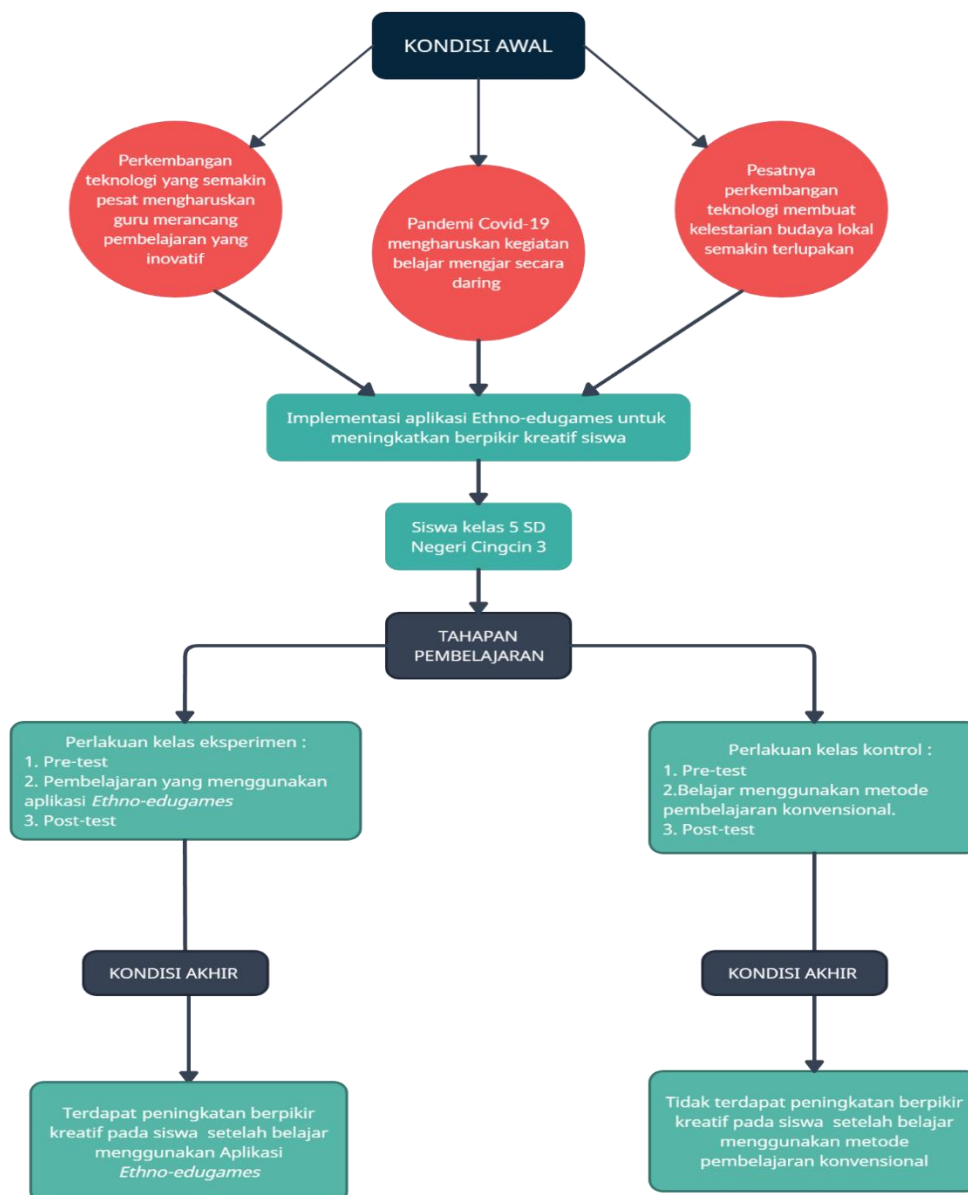 KONDISI AWAL
Perkembangan
teknologi yang semakin
pesat mengharuskan
guru merancang
pembelajaran yang
inovatif
Pandemi Covid-19
mengharuskan kegiatan
belajar mengjar secara
daring
Pesatnya
perkembangan
teknologi membuat
kelestarian budaya lokal
semakin terlupakan
Implementasi aplikasi Ethno-edugames untuk
meningkatkan berpikir kreatif siswa
Siswa kelas 5 SD
Negeri Cingcin 3
TAHAPAN
PEMBELAJARAN
Perlakuan kelas eksperimen :
1. Pre-test
2. Pembelajaran yang menggunakan
aplikasi Ethno-edugames
3. Post-test
Perlakuan kelas kontrol :
1. Pre-test
2.Belajar menggunakan metode
pembelajaran konvensional.
3. Post-test
KONDISI AKHIR
KONDISI AKHIR
Terdapat peningkatan berpikir
kreatif pada siswa setelah belajar
menggunakan Aplikasi
Ethno-edugames
Tidak terdapat peningkatan berpikir
kreatif pada siswa setelah belajar
menggunakan metode
pembelajaran konvensional